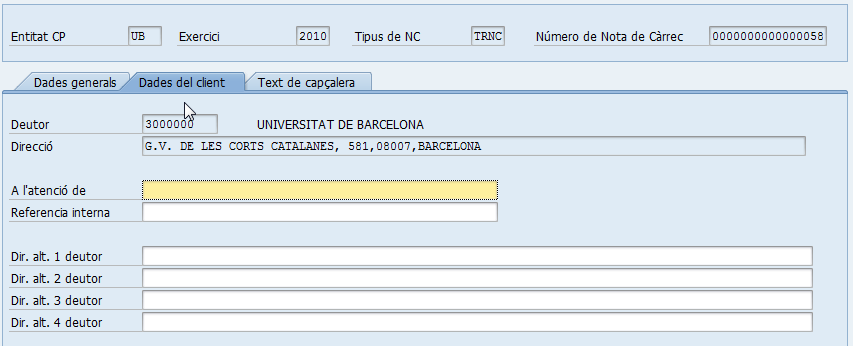 Entitat CP UB Exercici 2010 Tipus de NC TRNC Número de Nota de Càrrec 0000000000000058
Dades generals Dades del client Text de capçalera
Deutor 3000000 UNIVERSITAT DE BARCELONA
Direcció G.V. DE LES CORTS CATALANES, 581,08007,BARCELONA
A l'atenció de
Referencia interna
Dir. alt. 1 deutor
Dir. alt. 2 deutor
Dir. alt. 3 deutor
Dir. alt. 4 deutor